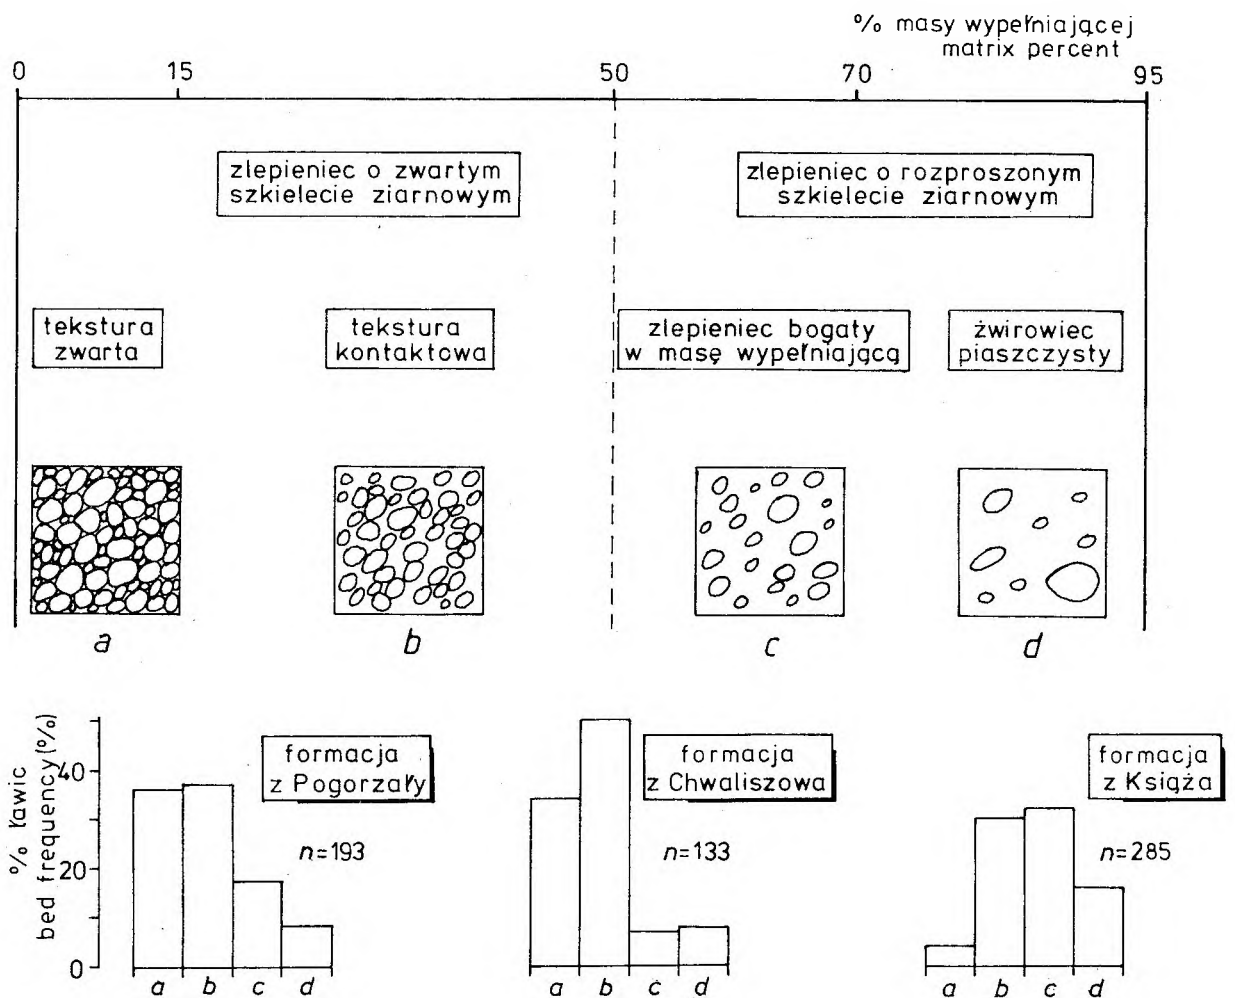 % masy wypełniającej
matrix percent
0 15 50 70 95
zlepieniec o zwartym
szkielecie ziarnowym
zlepieniec o rozproszonym
szkielecie ziarnowym
tekstura
zwarta
tekstura
kontaktowa
zlepieniec bogaty
w masę wypełniającą
żwirowiec
piaszczysty
a b c d
% ławic
bed frequency (%)
40
20
0
formacja
z Pogorzały
n=193
a b c d
formacja
z Chwaliszowa
n=133
a b c d
formacja
z Książa
n=285
a b c d